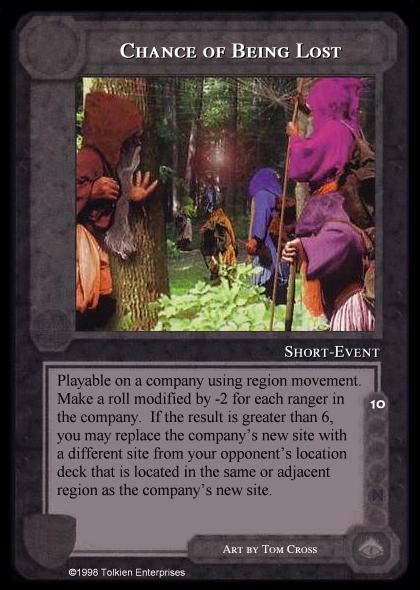 Chance of Being Lost
Short-Event
Playable on a company using region movement.
Make a roll modified by -2 for each ranger in
the company.  If the result is greater than 6,
you may replace the company's new site with
a different site from your opponent's location
deck that is located in the same or adjacent
region as the company's new site.
10
Art by Tom Cross
©1998 Tolkien Enterprises